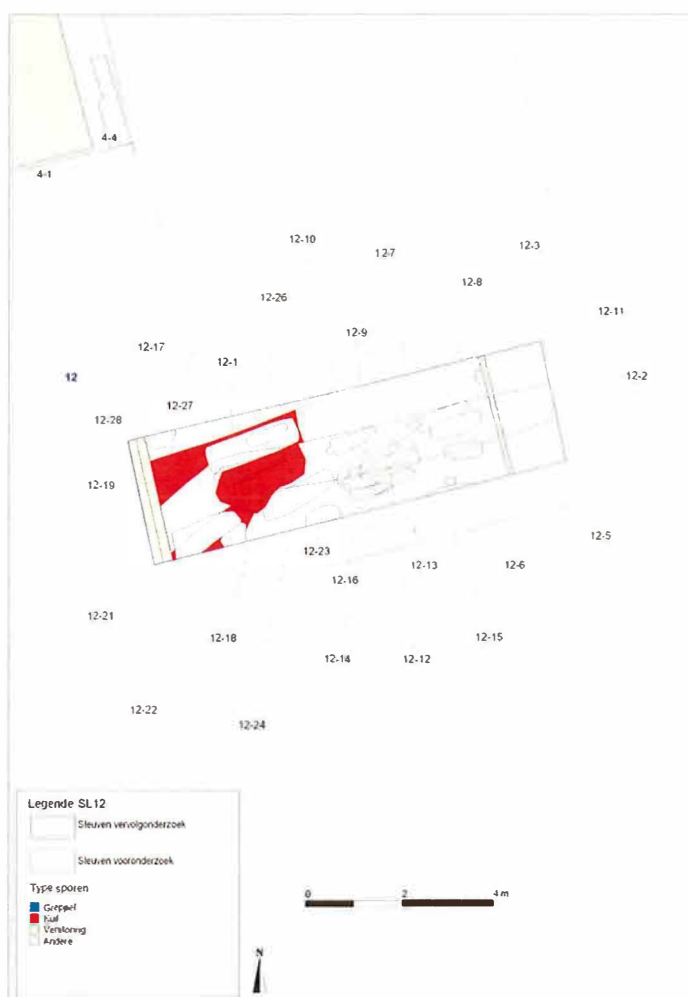 4-4
4-1
12-10
12-7
12-3
12-26
12-8
12-9
12-11
12-17
12-1
12
12-2
12-27
12-28
12-19
12-23
12-5
12-16
12-13
12-6
12-21
12-18
12-14
12-12
12-15
12-22
12-24
Legende SL12
Sleuven vervolgonderzoek
Sleuven vooronderzoek
Type sporen
Greppel
Kuil
Verstoring
Andere
0 2 4 m
N